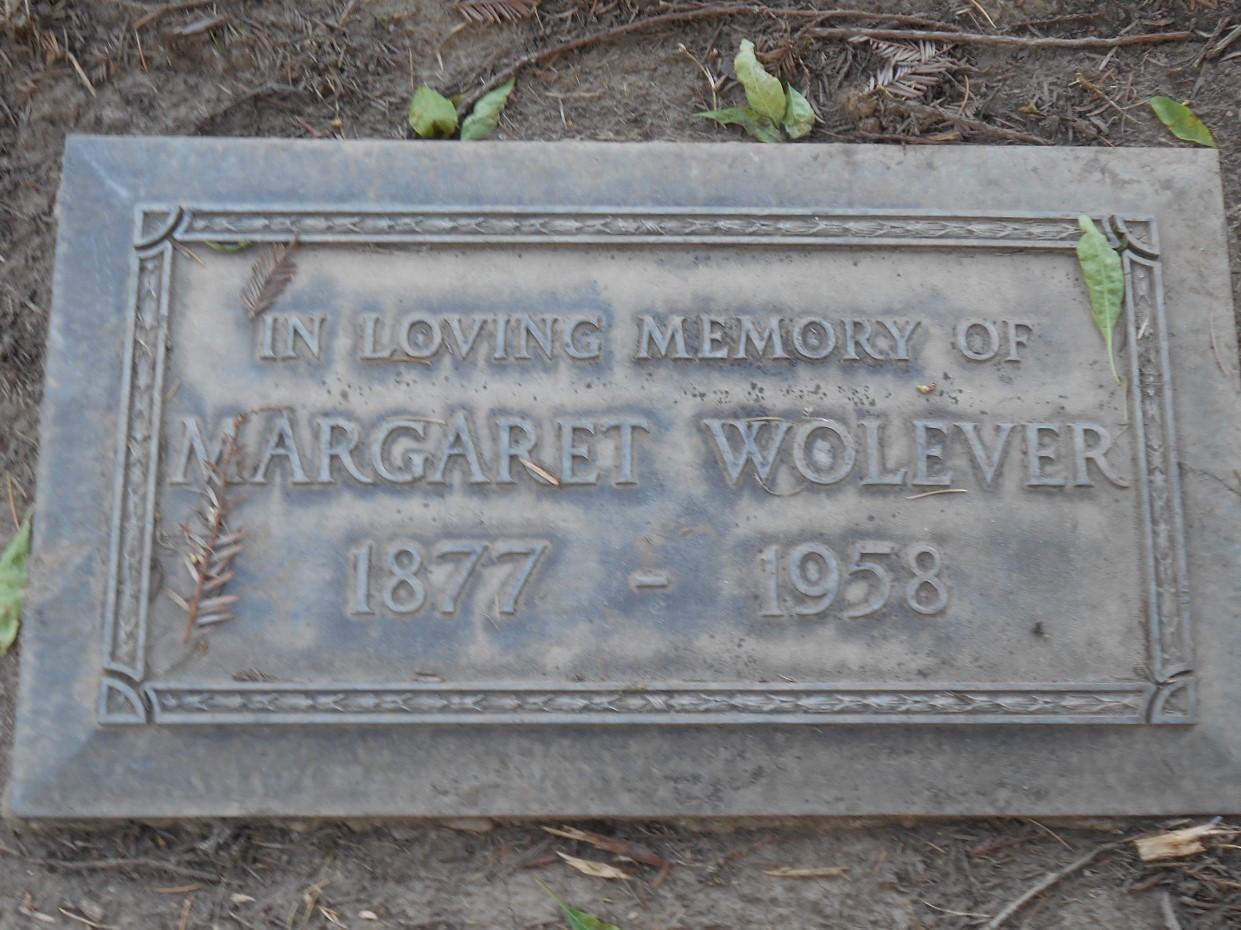 IN LOVING MEMORY OF
MARGARET WOLEVER
1877 - 1958